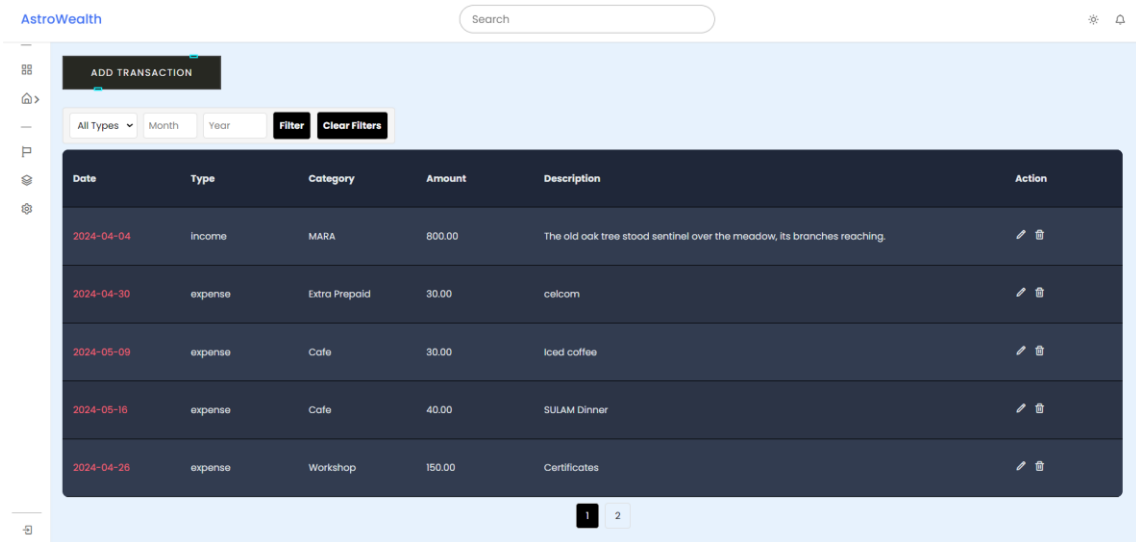 AstroWealth Search
ADD TRANSACTION
All Types Month Year Filter Clear Filters
Date Type Category Amount Description Action
2024-04-04 income MARA 800.00 The old oak tree stood sentinel over the meadow, its branches reaching.
2024-04-30 expense Extra Prepaid 30.00 celcom
2024-05-09 expense Cafe 30.00 Iced coffee
2024-05-16 expense Cafe 40.00 SULAM Dinner
2024-04-26 expense Workshop 150.00 Certificates
1 2